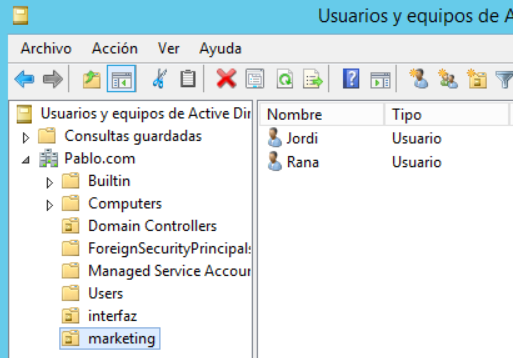 Usuarios y equipos de A
Archivo Acción Ver Ayuda
Usuarios y equipos de Active Dir
Consultas guardadas
Pablo.com
Builtin
Computers
Domain Controllers
ForeignSecurityPrincipals
Managed Service Accour
Users
interfaz
marketing
Nombre Tipo
Jordi Usuario
Rana Usuario